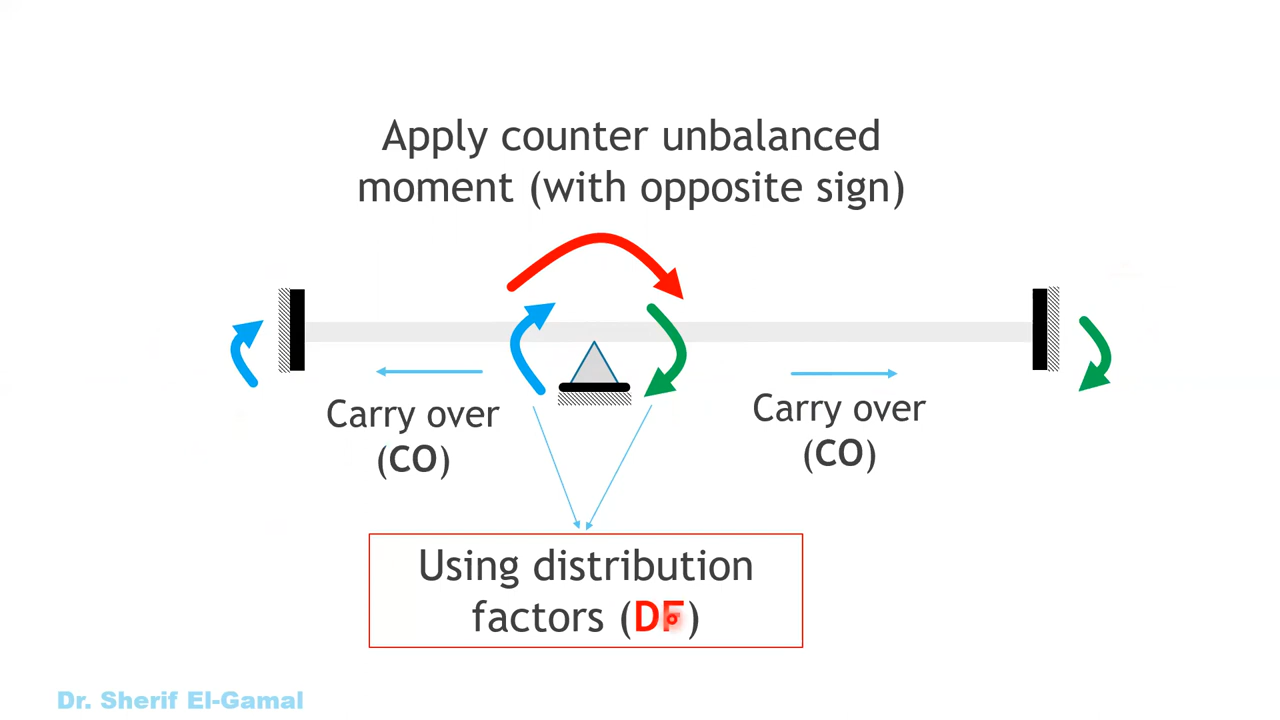 Apply counter unbalanced
moment (with opposite sign)
Carry over
(CO)
Carry over
(CO)
Using distribution
factors (DF)
Dr. Sherif El-Gamal